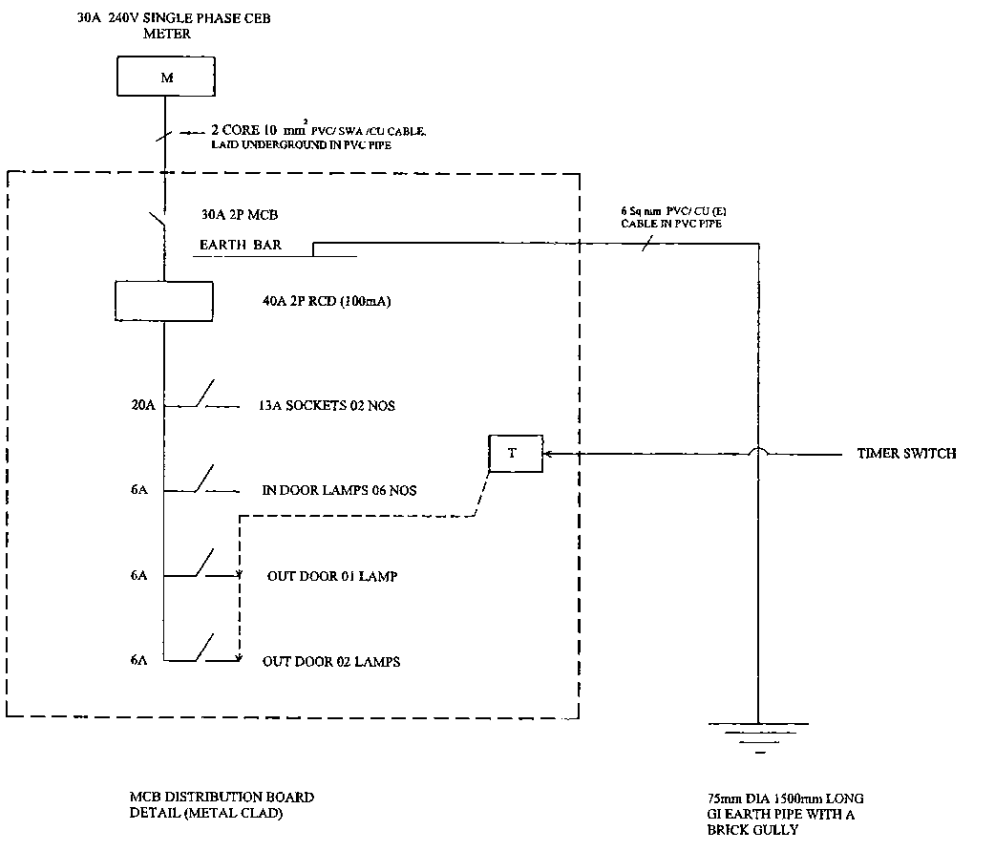 30A 240V SINGLE PHASE CEB
METER
M
2 CORE 10 mm² PVC/ SWA /CU CABLE.
LAID UNDERGROUND IN PVC PIPE
30A 2P MCB
EARTH BAR
6 Sq mm PVC/ CU (E)
CABLE IN PVC PIPE
40A 2P RCD (100mA)
20A
13A SOCKETS 02 NOS
T
TIMER SWITCH
6A
IN DOOR LAMPS 06 NOS
6A
OUT DOOR 01 LAMP
6A
OUT DOOR 02 LAMPS
MCB DISTRIBUTION BOARD
DETAIL (METAL CLAD)
75mm DIA 1500mm LONG
GI EARTH PIPE WITH A
BRICK GULLY